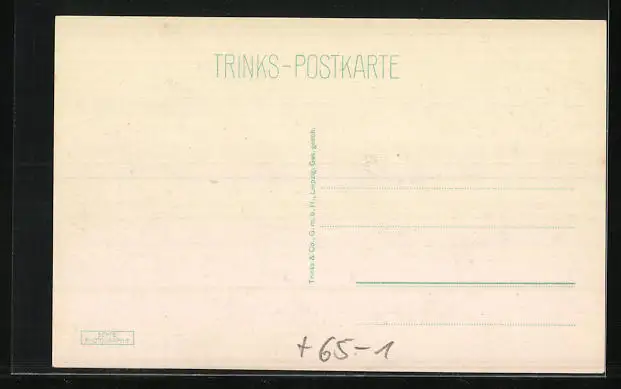 TRINKS-POSTKARTE
Trinks & Co., G. m. b. H., Leipzig. Ges. gesch.
ECHTE
PHOTOGRAPHIE
+ 65-1